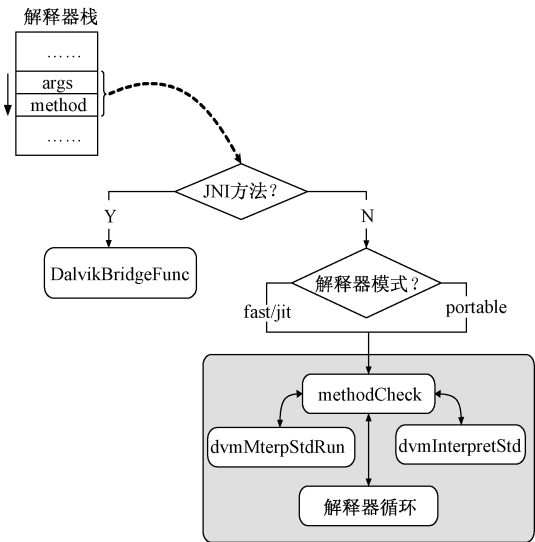 解释器栈
……
args
method
……
JNI方法？
Y
N
DalvikBridgeFunc
解释器模式？
fast/jit
portable
methodCheck
dvmMterpStdRun
dvmInterpretStd
解释器循环